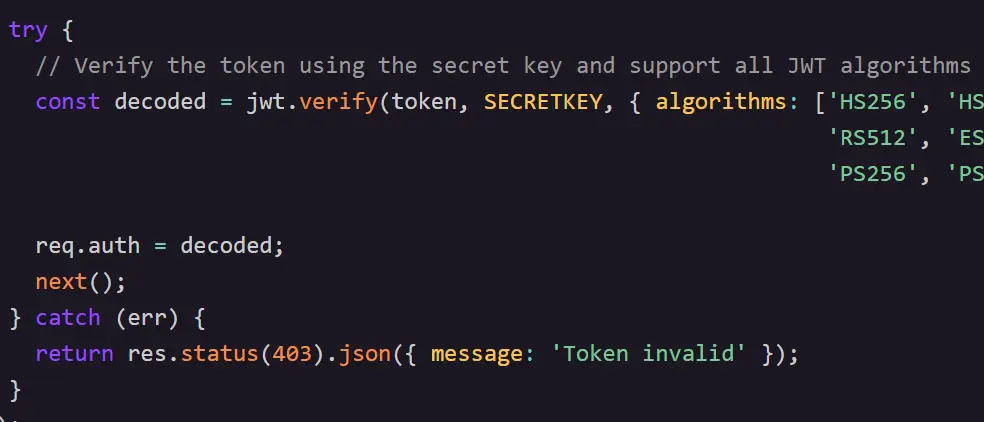 try {
// Verify the token using the secret key and support all JWT algorithms
const decoded = jwt.verify(token, SECRETKEY, { algorithms: ['HS256', 'HS
'RS512', 'ES
'PS256', 'PS
req.auth = decoded;
next();
} catch (err) {
return res.status(403).json({ message: 'Token invalid' });
}